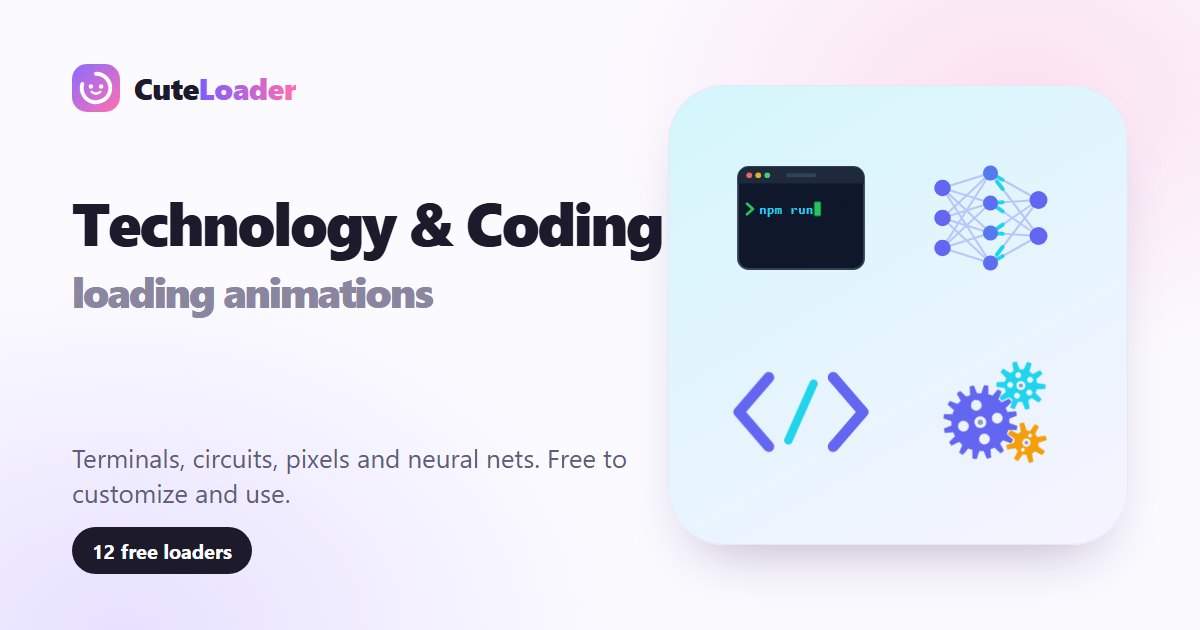 CuteLoader
Technology & Coding
loading animations
Terminals, circuits, pixels and neural nets. Free to
customize and use.
12 free loaders
> npm run
</>